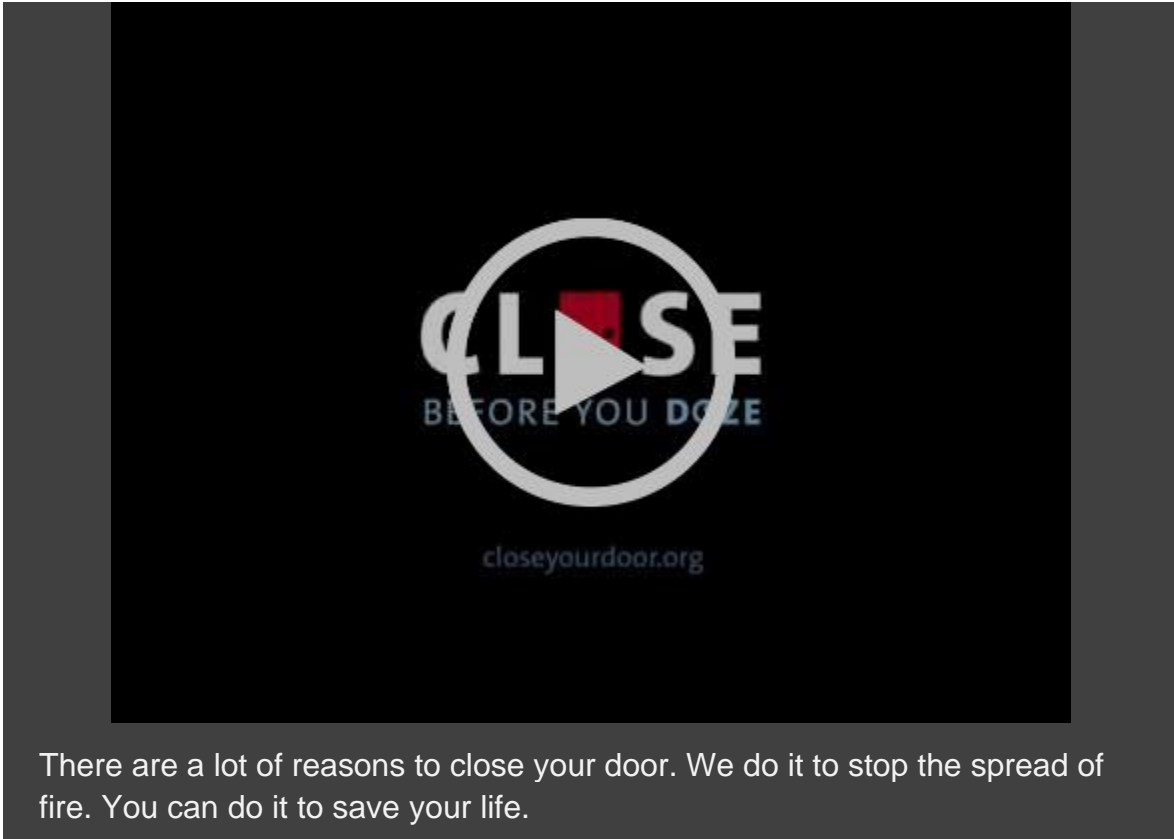 CLOSE
BEFORE YOU DOZE
closeyourdoor.org
There are a lot of reasons to close your door. We do it to stop the spread of
fire. You can do it to save your life.